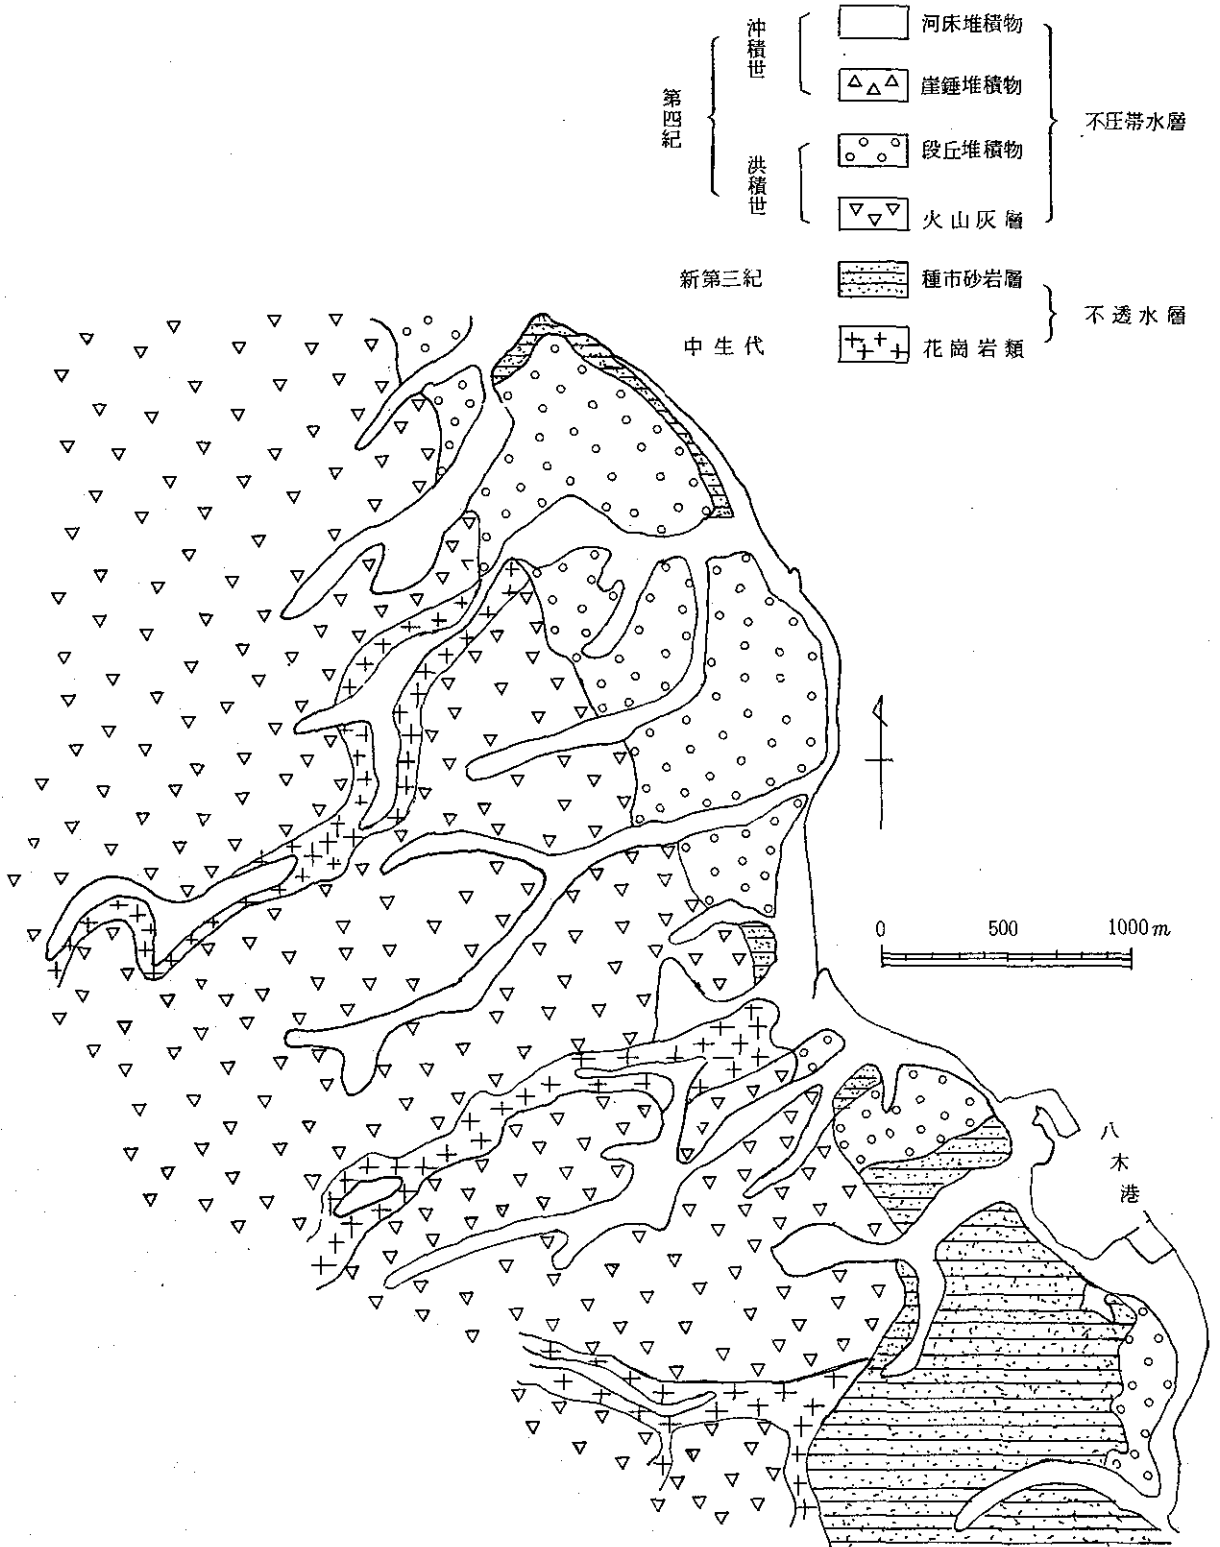 第四紀
沖積世
河床堆積物
崖錐堆積物
洪積世
段丘堆積物
火山灰層
不圧帯水層
新第三紀
種市砂岩層
中生代
花崗岩類
不透水層
0 500 1000m
八木港